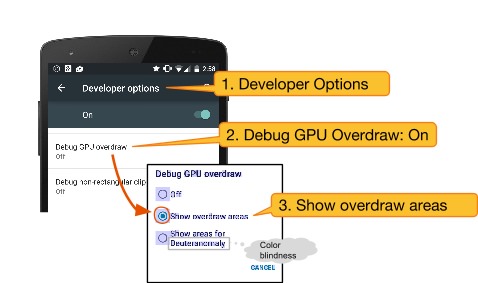 2:58
Developer options
1. Developer Options
On
2. Debug GPU Overdraw: On
Debug GPU overdraw
Off
Debug GPU overdraw
Debug non-rectangular clip
Off
Off
Show overdraw areas
3. Show overdraw areas
Show areas for
Deuteranomaly
Color
blindness
CANCEL